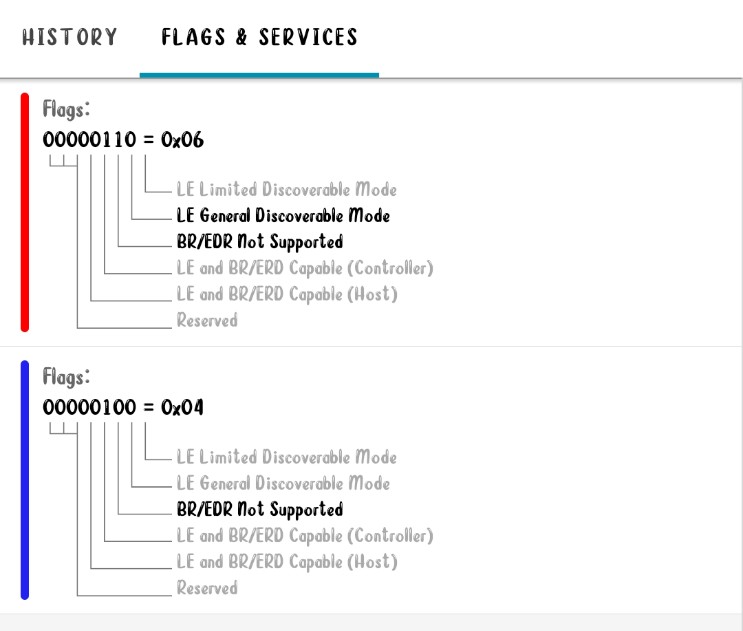 HISTORY
FLAGS & SERVICES
Flags:
00000110 = 0x06
LE Limited Discoverable Mode
LE General Discoverable Mode
BR/EDR Not Supported
LE and BR/ERD Capable (Controller)
LE and BR/ERD Capable (Host)
Reserved
Flags:
00000100 = 0x04
LE Limited Discoverable Mode
LE General Discoverable Mode
BR/EDR Not Supported
LE and BR/ERD Capable (Controller)
LE and BR/ERD Capable (Host)
Reserved